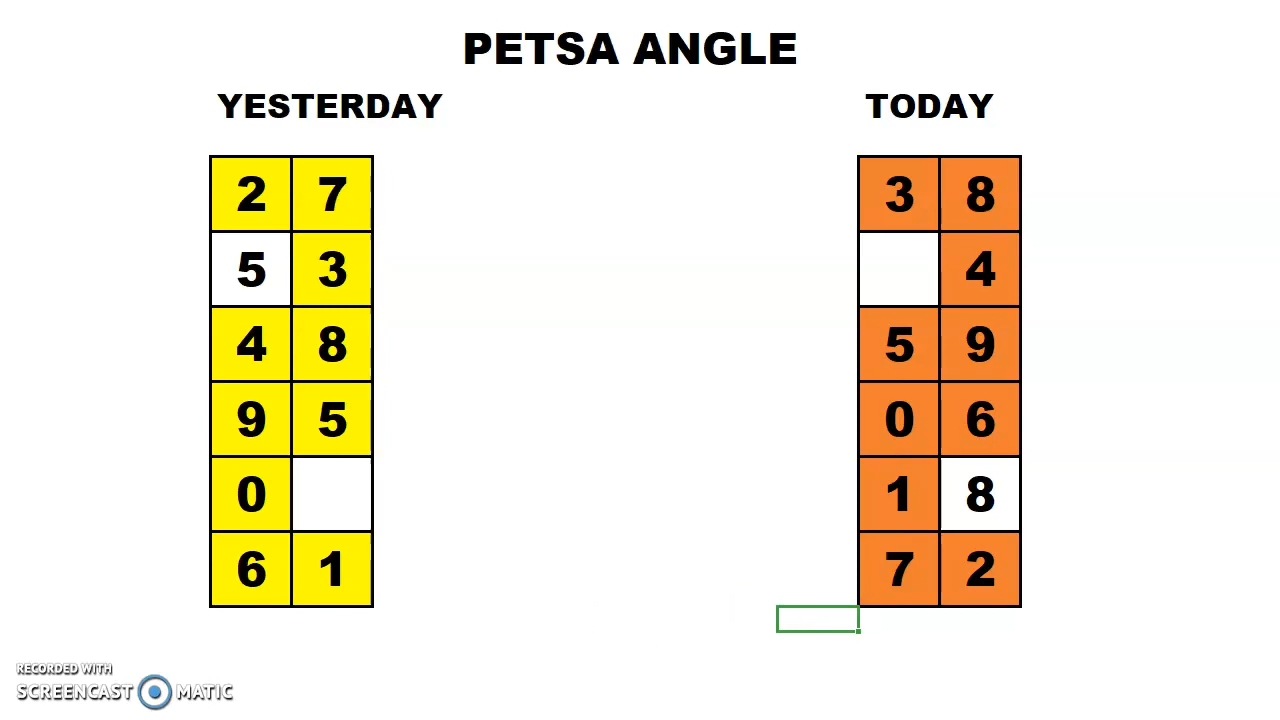 PETSA ANGLE
YESTERDAY TODAY
2 7 3 8
5 3 4
4 8 5 9
9 5 0 6
0 1 8
6 1 7 2
RECORDED WITH
SCREENCAST MATIC